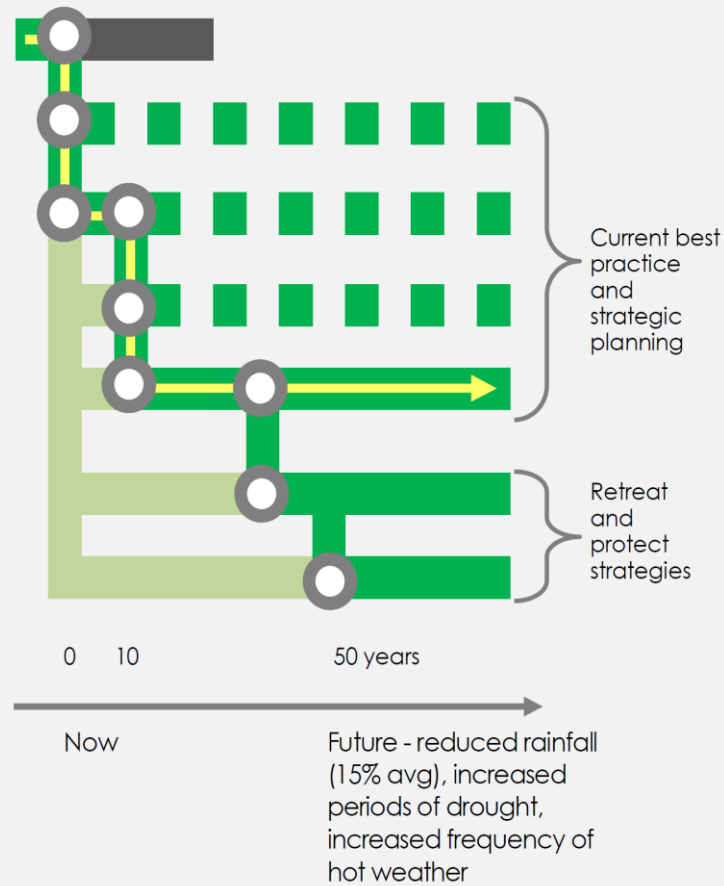 Current best
practice
and
strategic
planning
Retreat
and
protect
strategies
0 10 50 years
Now
Future - reduced rainfall
(15% avg), increased
periods of drought,
increased frequency of
hot weather